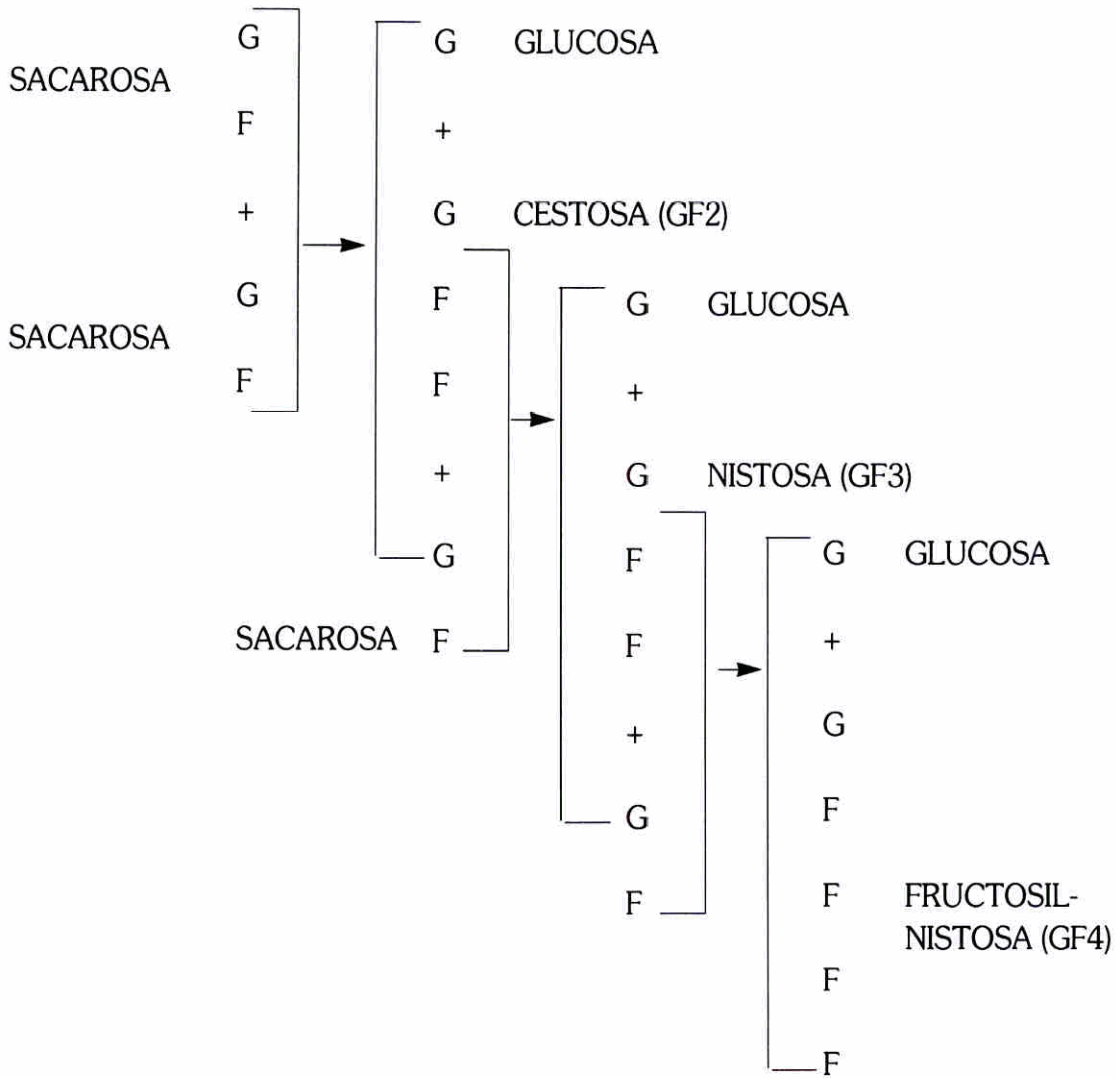 G
SACAROSA
F
+
G
SACAROSA
F
G GLUCOSA
+
G CESTOSA (GF2)
F
F
+
G
SACAROSA F
G GLUCOSA
+
G NISTOSA (GF3)
F
F
+
G
F
G GLUCOSA
+
G
F
F FRUCTOSIL-
NISTOSA (GF4)
F
F